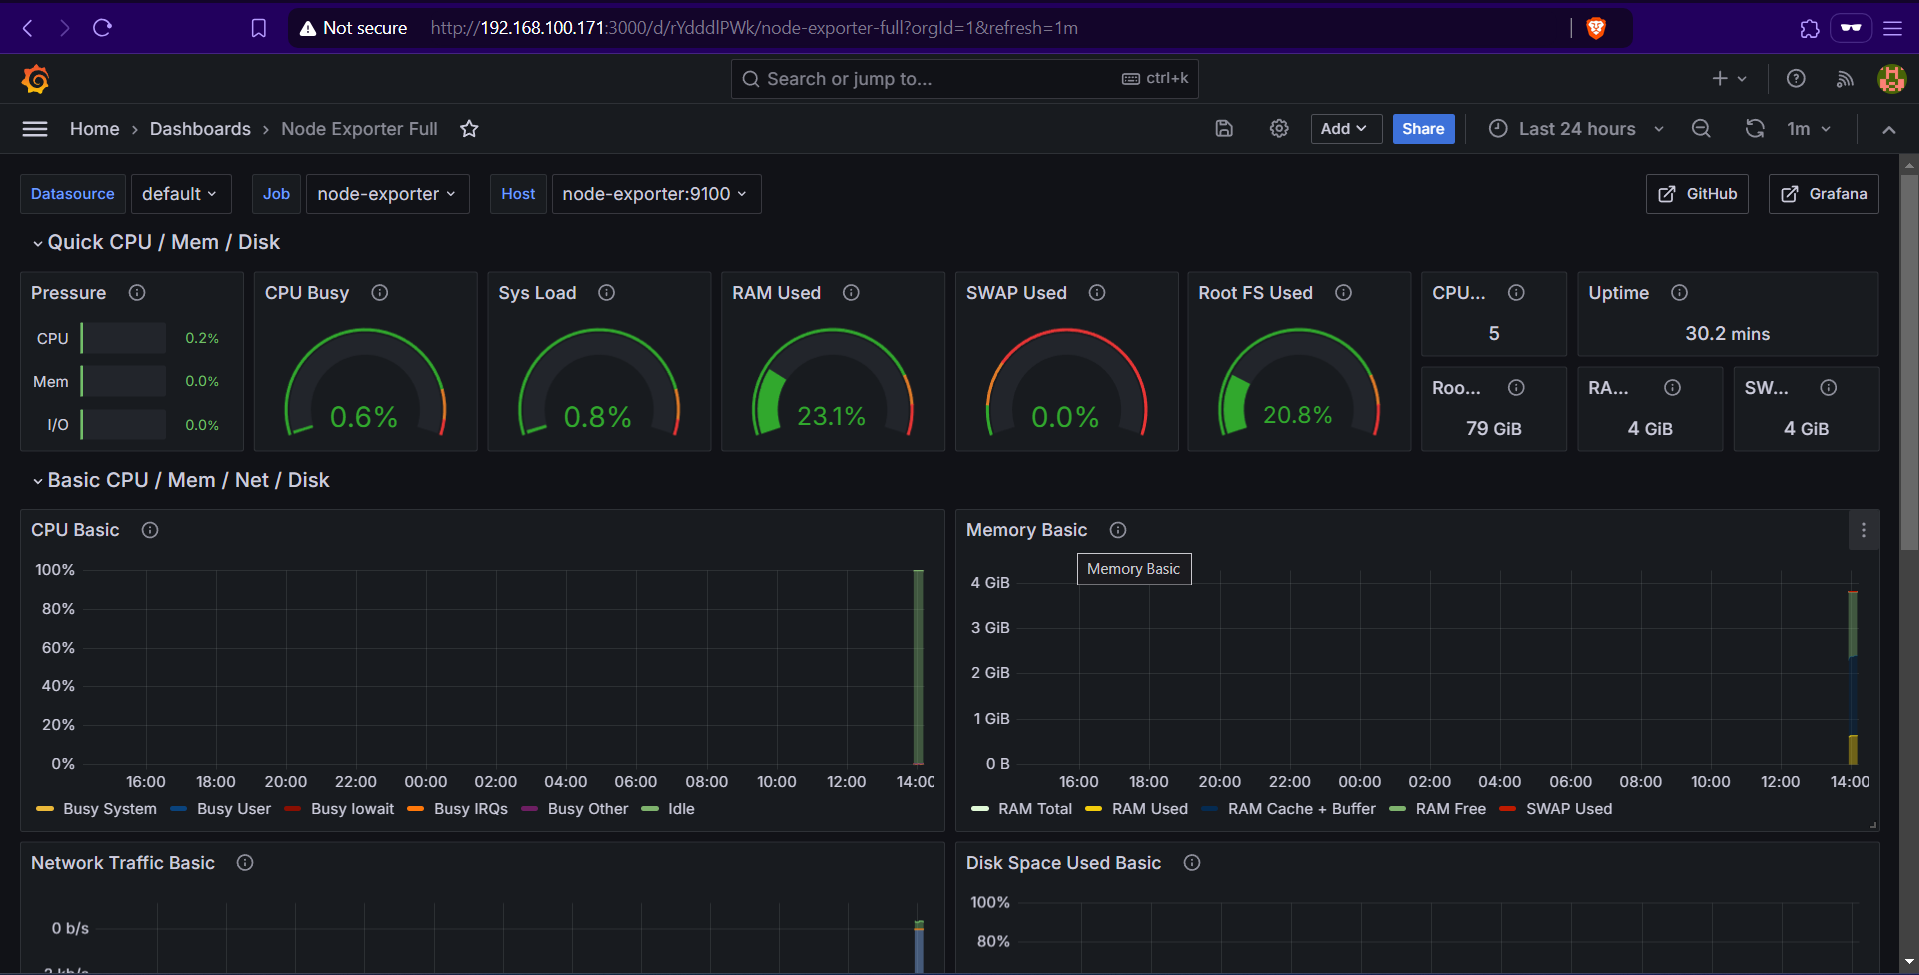 Not secure http://192.168.100.171:3000/d/rYdddlPWk/node-exporter-full?orgId=1&refresh=1m
Search or jump to... ctrl+k
Home › Dashboards › Node Exporter Full
Add Share Last 24 hours 1m
Datasource default Job node-exporter Host node-exporter:9100 GitHub Grafana
Quick CPU / Mem / Disk
Pressure
CPU 0.2%
Mem 0.0%
I/O 0.0%
CPU Busy
0.6%
Sys Load
0.8%
RAM Used
23.1%
SWAP Used
0.0%
Root FS Used
20.8%
CPU...
5
Uptime
30.2 mins
Roo...
79 GiB
RA...
4 GiB
SW...
4 GiB
Basic CPU / Mem / Net / Disk
CPU Basic
100%
80%
60%
40%
20%
0%
16:00 18:00 20:00 22:00 00:00 02:00 04:00 06:00 08:00 10:00 12:00 14:00
Busy System Busy User Busy Iowait Busy IRQs Busy Other Idle
Memory Basic
Memory Basic
4 GiB
3 GiB
2 GiB
1 GiB
0 B
16:00 18:00 20:00 22:00 00:00 02:00 04:00 06:00 08:00 10:00 12:00 14:00
RAM Total RAM Used RAM Cache + Buffer RAM Free SWAP Used
Network Traffic Basic
0 b/s
Disk Space Used Basic
100%
80%